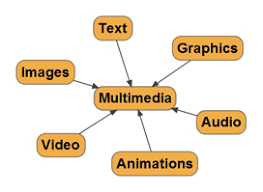 Text
Graphics
Images
Multimedia
Audio
Video
Animations